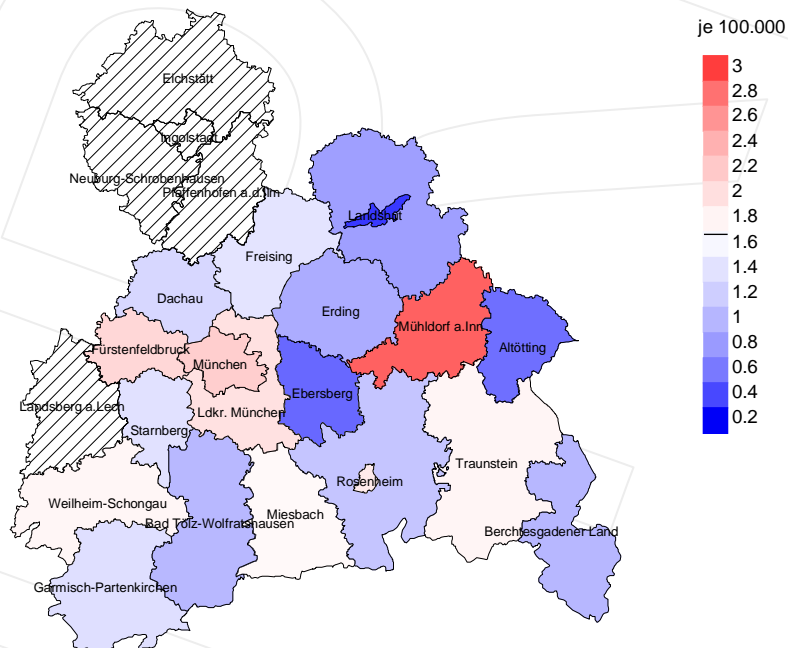 je 100.000
3
2.8
2.6
2.4
2.2
2
1.8
1.6
1.4
1.2
1
0.8
0.6
0.4
0.2
Eichstätt
Ingolstadt
Neuburg-Schrobenhausen
Pfaffenhofen a.d.Ilm
Landshut
Freising
Dachau
Erding
Mühldorf a.Inn
Altötting
Fürstenfeldbruck
München
Ebersberg
Landsberg a.Lech
Ldkr. München
Starnberg
Traunstein
Rosenheim
Weilheim-Schongau
Miesbach
Bad Tölz-Wolfratshausen
Berchtesgadener Land
Garmisch-Partenkirchen